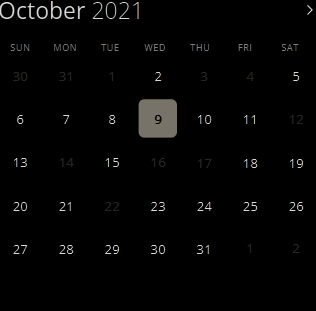 October 2021
SUN MON TUE WED THU FRI SAT
30 31 1 2 3 4 5
6 7 8 9 10 11 12
13 14 15 16 17 18 19
20 21 22 23 24 25 26
27 28 29 30 31 1 2